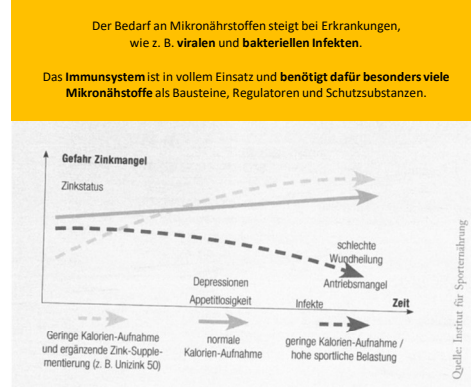 Der Bedarf an Mikronährstoffen steigt bei Erkrankungen,
wie z. B. viralen und bakteriellen Infekten.
Das Immunsystem ist in vollem Einsatz und benötigt dafür besonders viele
Mikronähstoffe als Bausteine, Regulatoren und Schutzsubstanzen.
Gefahr Zinkmangel
Zinkstatus
schlechte
Wundheilung
Depressionen
Antriebsmangel
Appetitlosigkeit
Infekte
Zeit
Geringe Kalorien-Aufnahme
und ergänzende Zink-Supple-
mentierung (z. B. Unizink 50)
normale
Kalorien-Aufnahme
geringe Kalorien-Aufnahme /
hohe sportliche Belastung
Quelle: Institut für Sporternährung